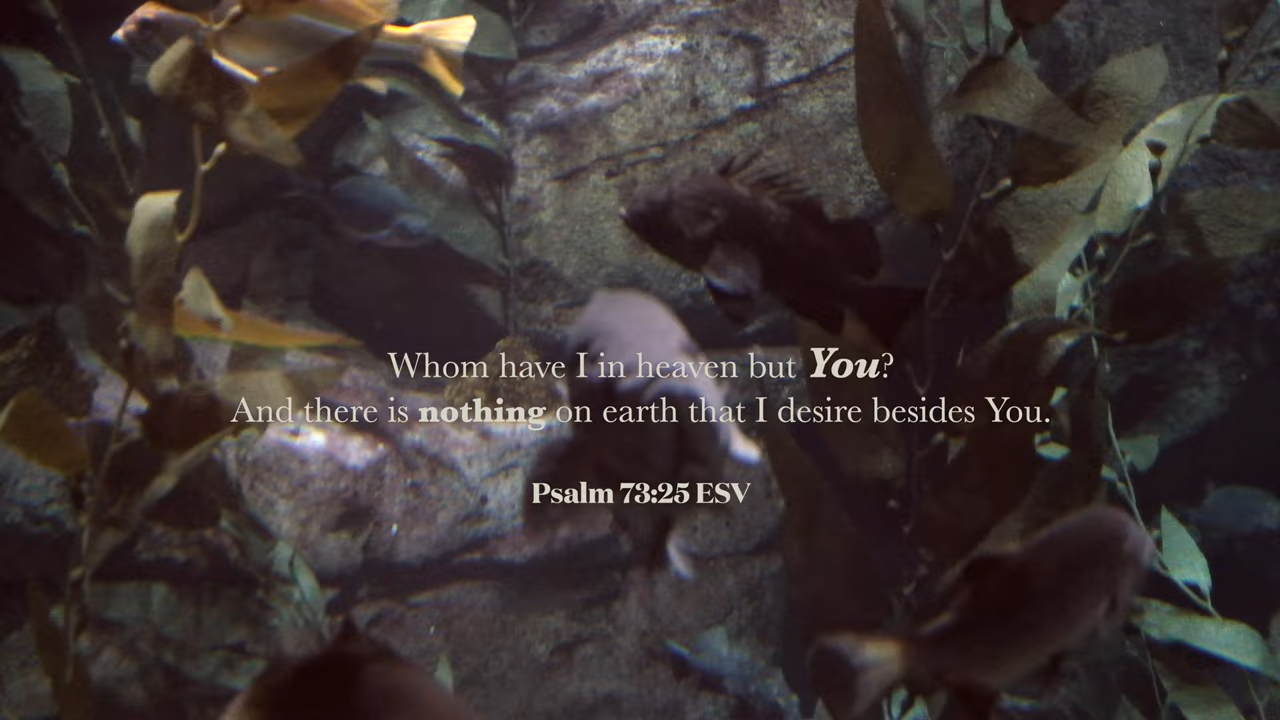 Whom have I in heaven but You?
And there is nothing on earth that I desire besides You.
Psalm 73:25 ESV